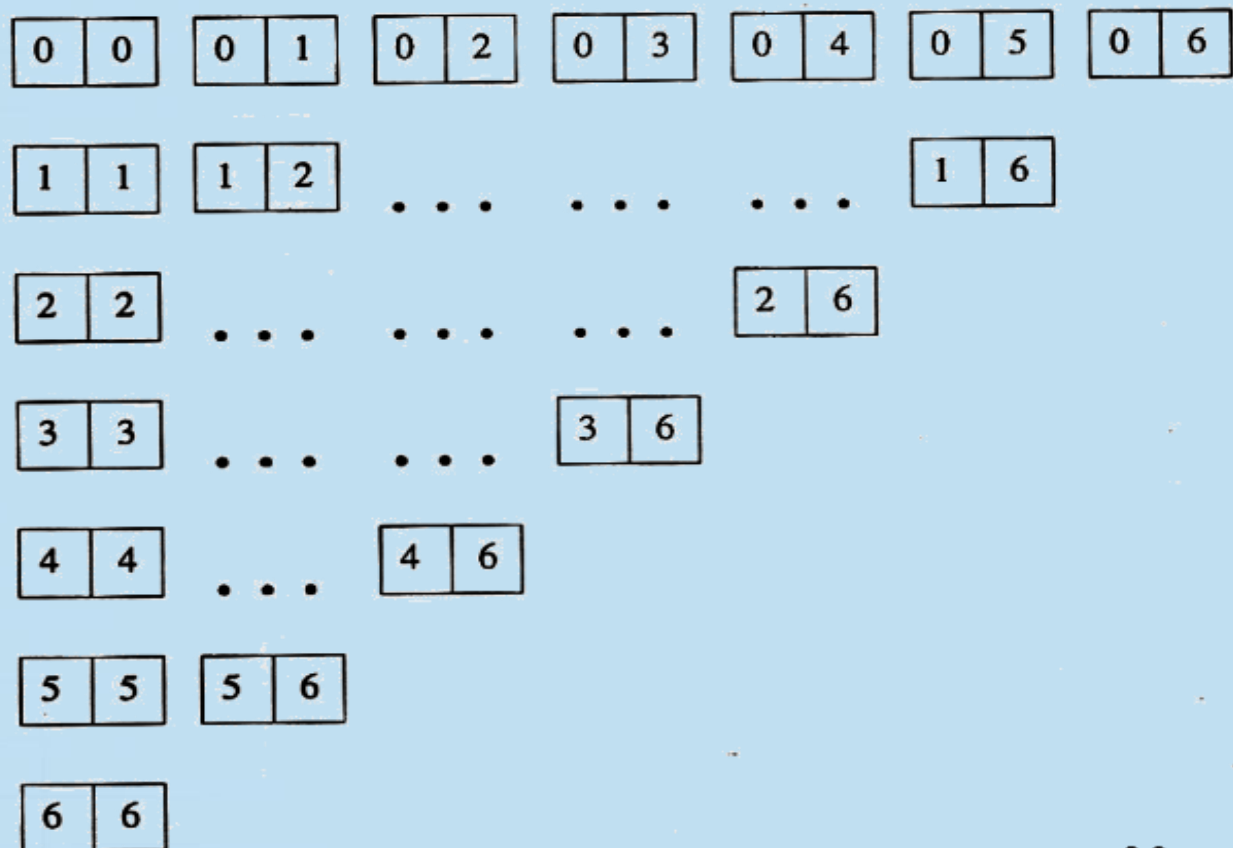 0 0 0 1 0 2 0 3 0 4 0 5 0 6
1 1 1 2 ... ... ... 1 6
2 2 ... ... ... 2 6
3 3 ... ... 3 6
4 4 ... 4 6
5 5 5 6
6 6